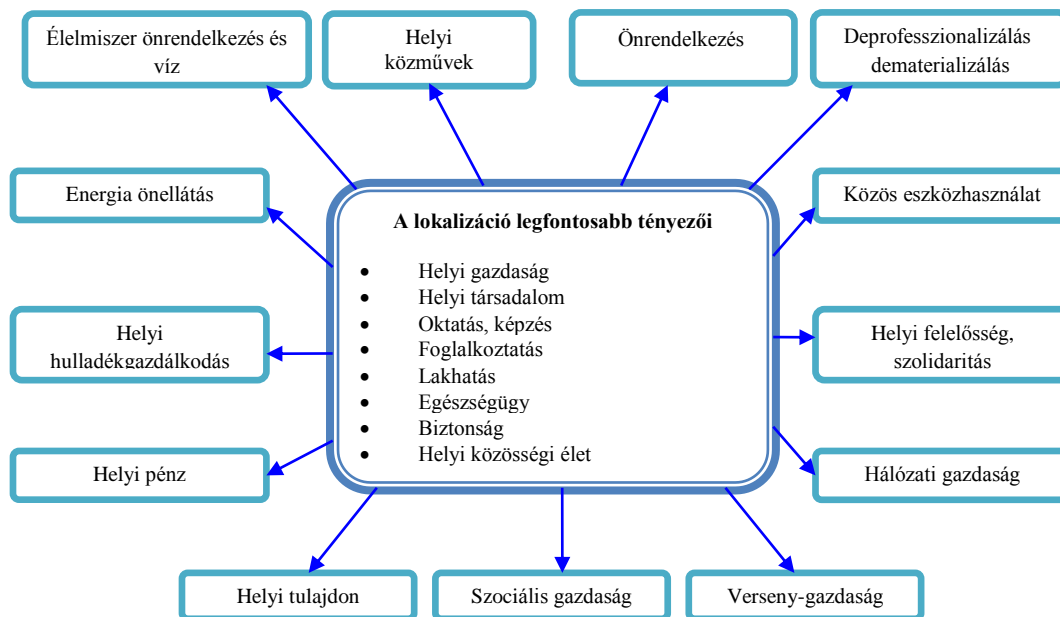 Élelmiszer önrendelkezés és
víz
Helyi
közművek
Önrendelkezés
Deprofesszionalizálás
dematerializálás
Energia önellátás
Közös eszközhasználat
A lokalizáció legfontosabb tényezői
• Helyi gazdaság
• Helyi társadalom
• Oktatás, képzés
• Foglalkoztatás
• Lakhatás
• Egészségügy
• Biztonság
• Helyi közösségi élet
Helyi
hulladékgazdálkodás
Helyi felelősség,
szolidaritás
Helyi pénz
Hálózati gazdaság
Helyi tulajdon
Szociális gazdaság
Verseny-gazdaság